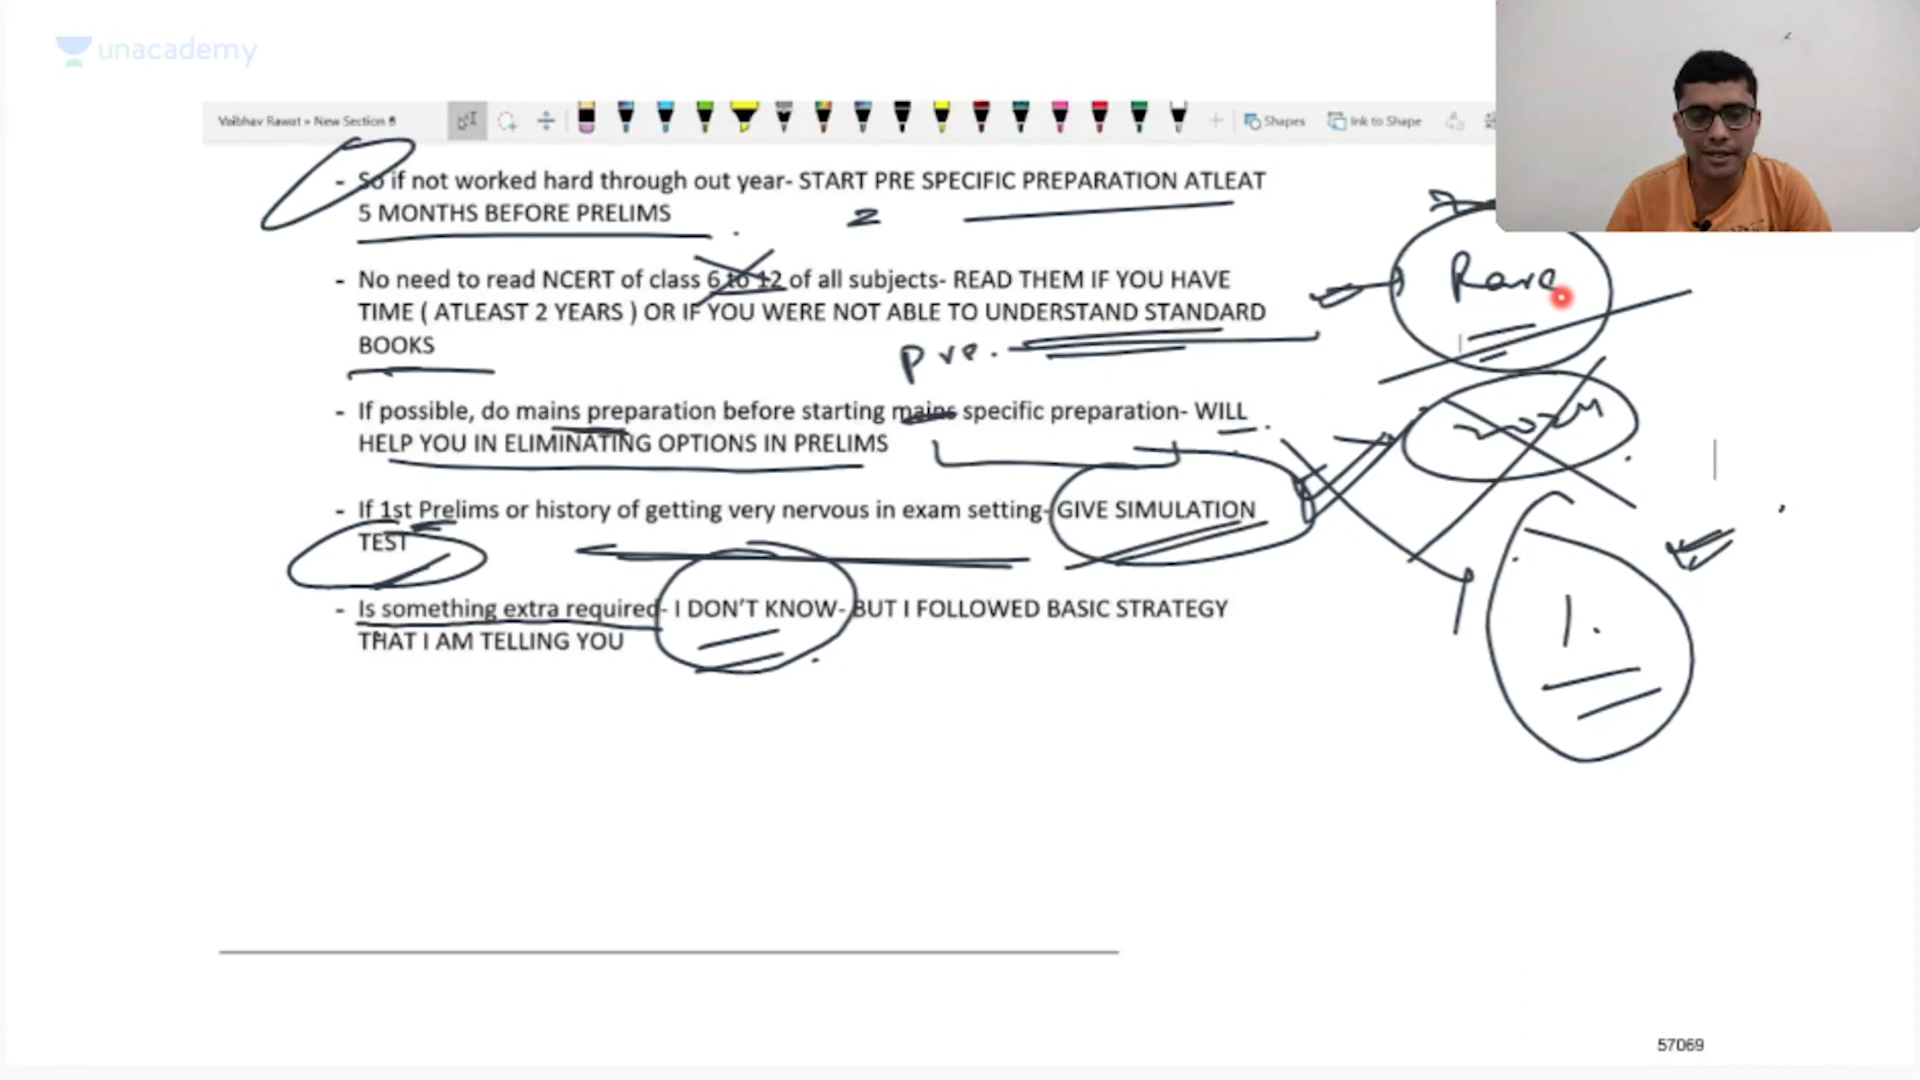 unacademy
Vaibhav Rawat » New Section 6
Shapes
Ink to Shape
- So if not worked hard through out year- START PRE SPECIFIC PREPARATION ATLEAT
5 MONTHS BEFORE PRELIMS
2
- No need to read NCERT of class 6 to 12 of all subjects- READ THEM IF YOU HAVE
TIME ( ATLEAST 2 YEARS ) OR IF YOU WERE NOT ABLE TO UNDERSTAND STANDARD
BOOKS
Rare
pre.
- If possible, do mains preparation before starting mains specific preparation- WILL
HELP YOU IN ELIMINATING OPTIONS IN PRELIMS
- If 1st Prelims or history of getting very nervous in exam setting- GIVE SIMULATION
TEST
- Is something extra required- I DON'T KNOW- BUT I FOLLOWED BASIC STRATEGY
THAT I AM TELLING YOU
1.
57069